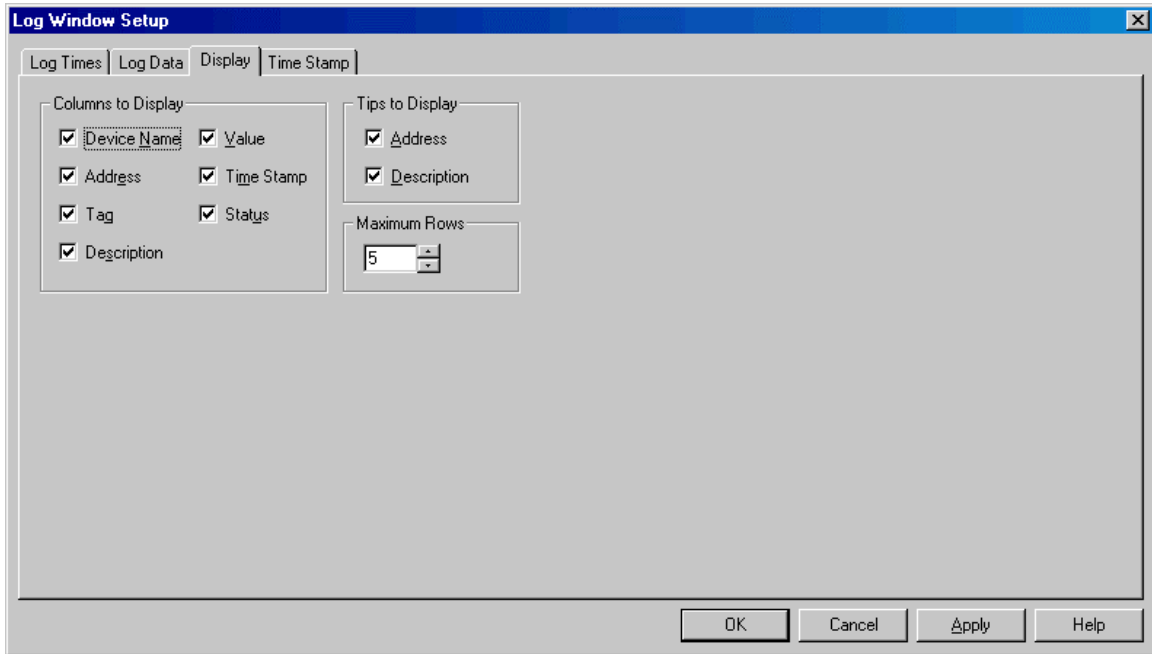 Log Window Setup
Log Times Log Data Display Time Stamp
Columns to Display
Device Name Value
Address Time Stamp
Tag Status
Description
Tips to Display
Address
Description
Maximum Rows
5
OK Cancel Apply Help